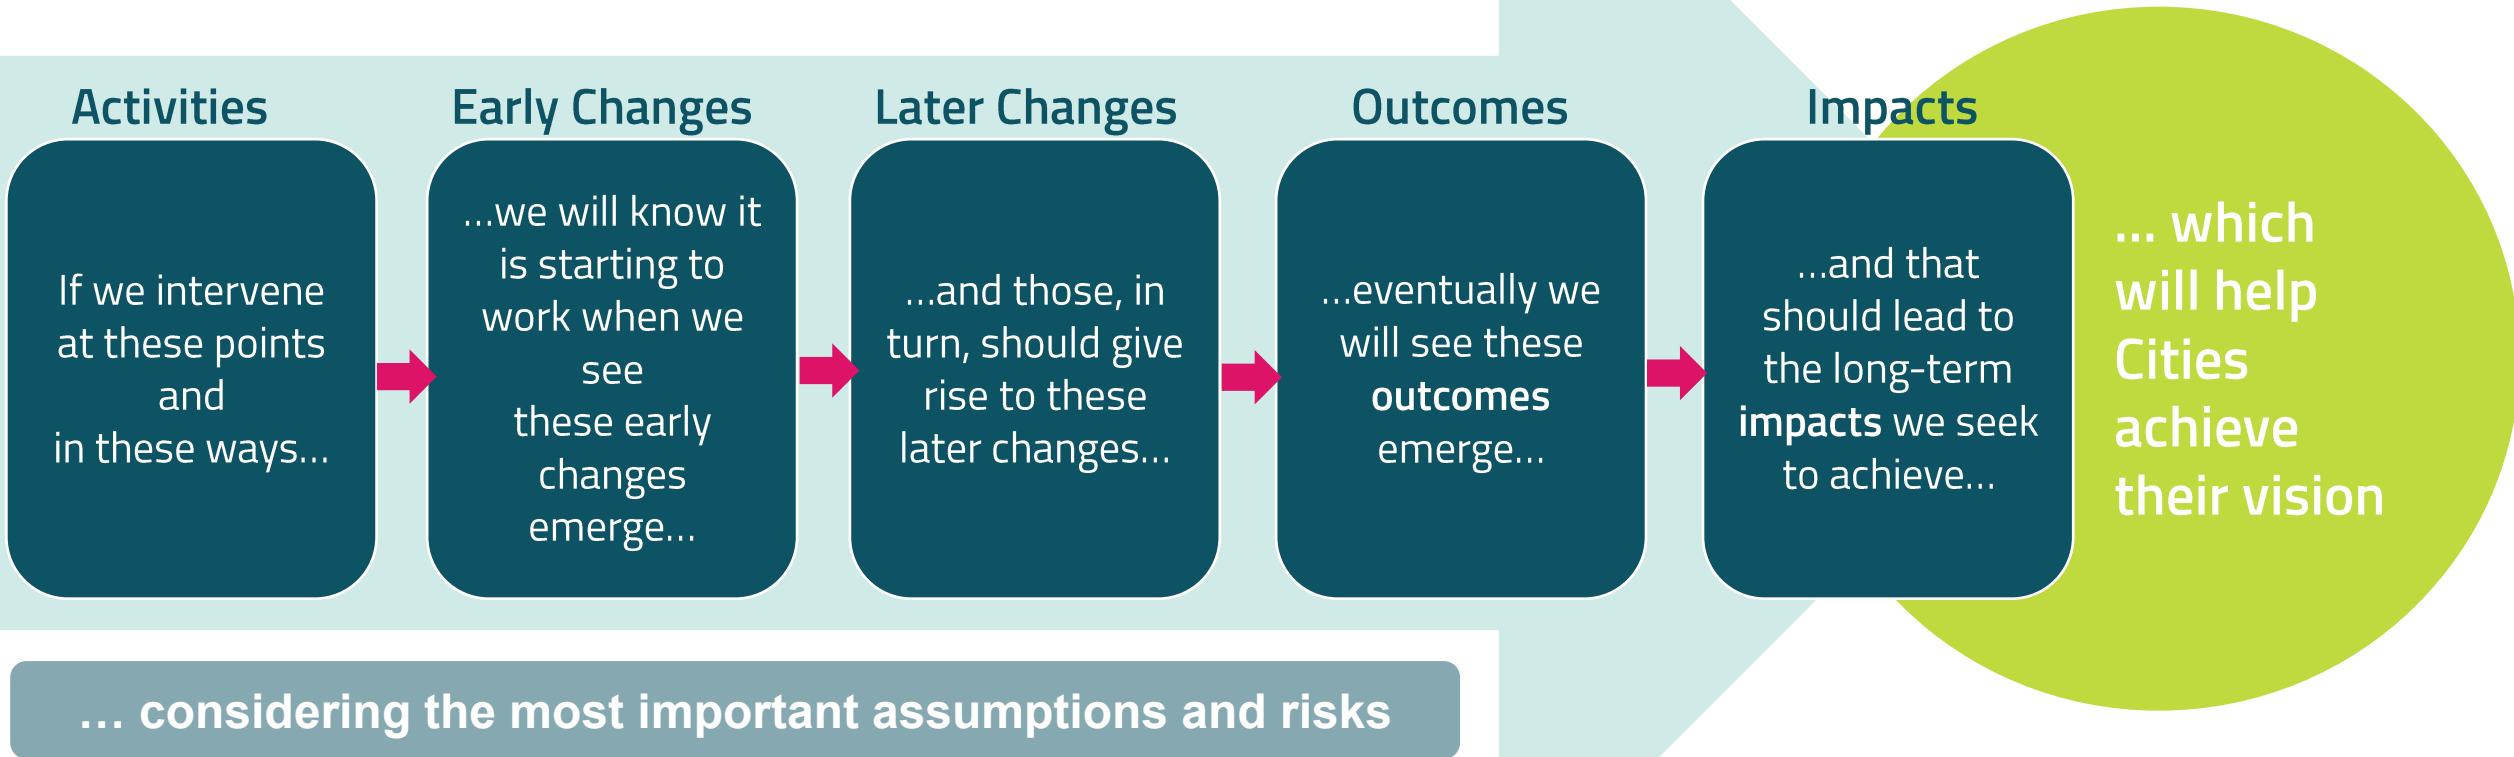 Activities
If we intervene
at these points
and
in these ways...
Early Changes
...we will know it
is starting to
work when we
see
these early
changes
emerge...
Later Changes
...and those, in
turn, should give
rise to these
later changes...
Outcomes
...eventually we
will see these
outcomes
emerge...
Impacts
...and that
should lead to
the long-term
impacts we seek
to achieve...
... which
will help
Cities
achieve
their vision
... considering the most important assumptions and risks